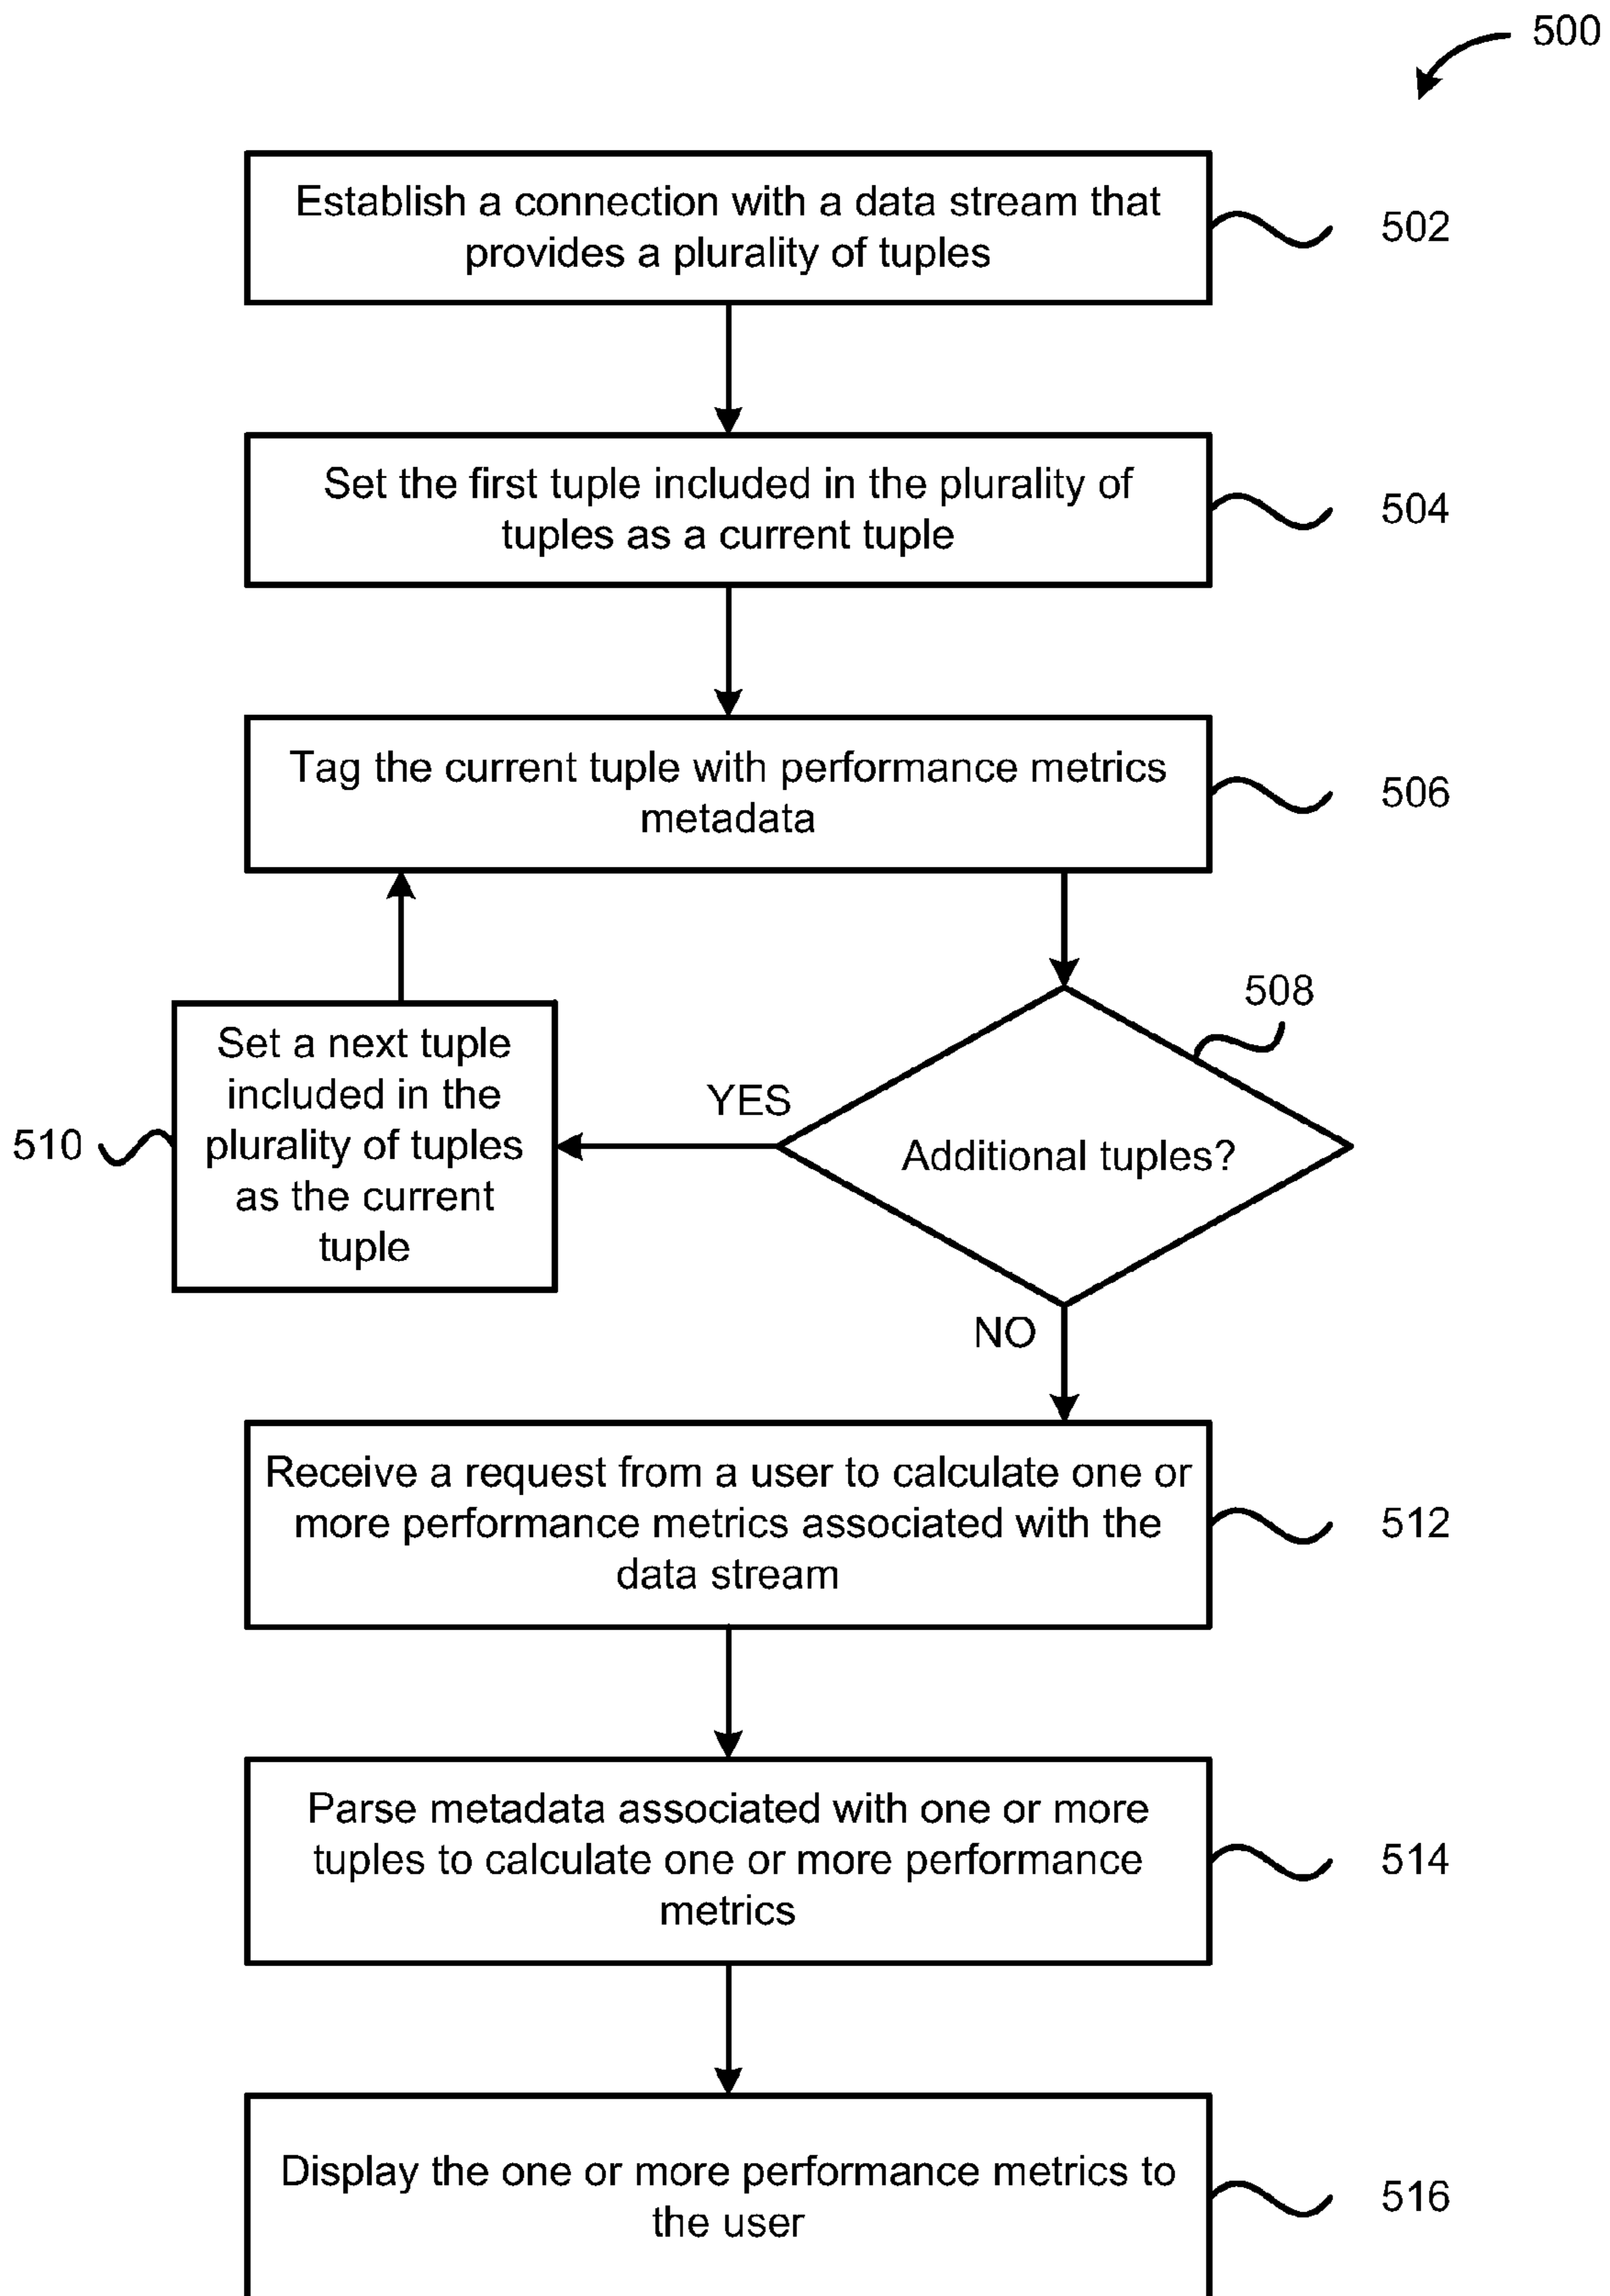 500
Establish a connection with a data stream that
provides a plurality of tuples
502
Set the first tuple included in the plurality of
tuples as a current tuple
504
Tag the current tuple with performance metrics
metadata
506
508
Set a next tuple
included in the
plurality of tuples
as the current
tuple
510
YES
Additional tuples?
NO
Receive a request from a user to calculate one or
more performance metrics associated with the
data stream
512
Parse metadata associated with one or more
tuples to calculate one or more performance
metrics
514
Display the one or more performance metrics to
the user
516